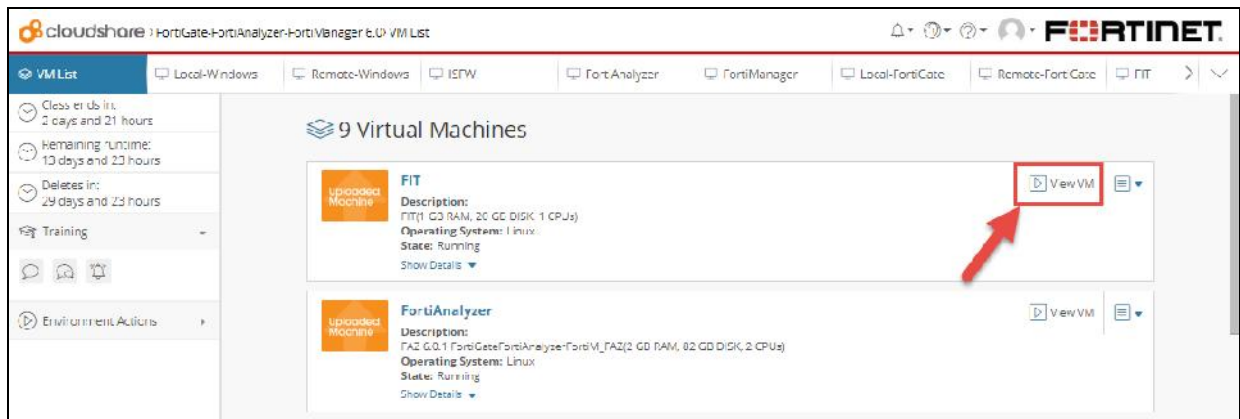 cloudshare › FortiGate-FortiAnalyzer-FortiManager 6.0› VM List
FORTINET.
VM List Local-Windows Remote-Windows ISFW FortiAnalyzer FortiManager Local-FortiGate Remote-FortiGate FIT
Class ends in:
2 days and 21 hours
Remaining runtime:
13 days and 23 hours
Deletes in:
29 days and 23 hours
Training
Environment Actions
9 Virtual Machines
Uploaded
Machine
FIT
View VM
Description:
FIT(1 GB RAM, 20 GB DISK, 1 CPUs)
Operating System: Linux
State: Running
Show Details
Uploaded
Machine
FortiAnalyzer
View VM
Description:
FAZ 6.0.1 FortiGateFortiAnalyzerFortiM_FAZ(2 GB RAM, 82 GB DISK, 2 CPUs)
Operating System: Linux
State: Running
Show Details